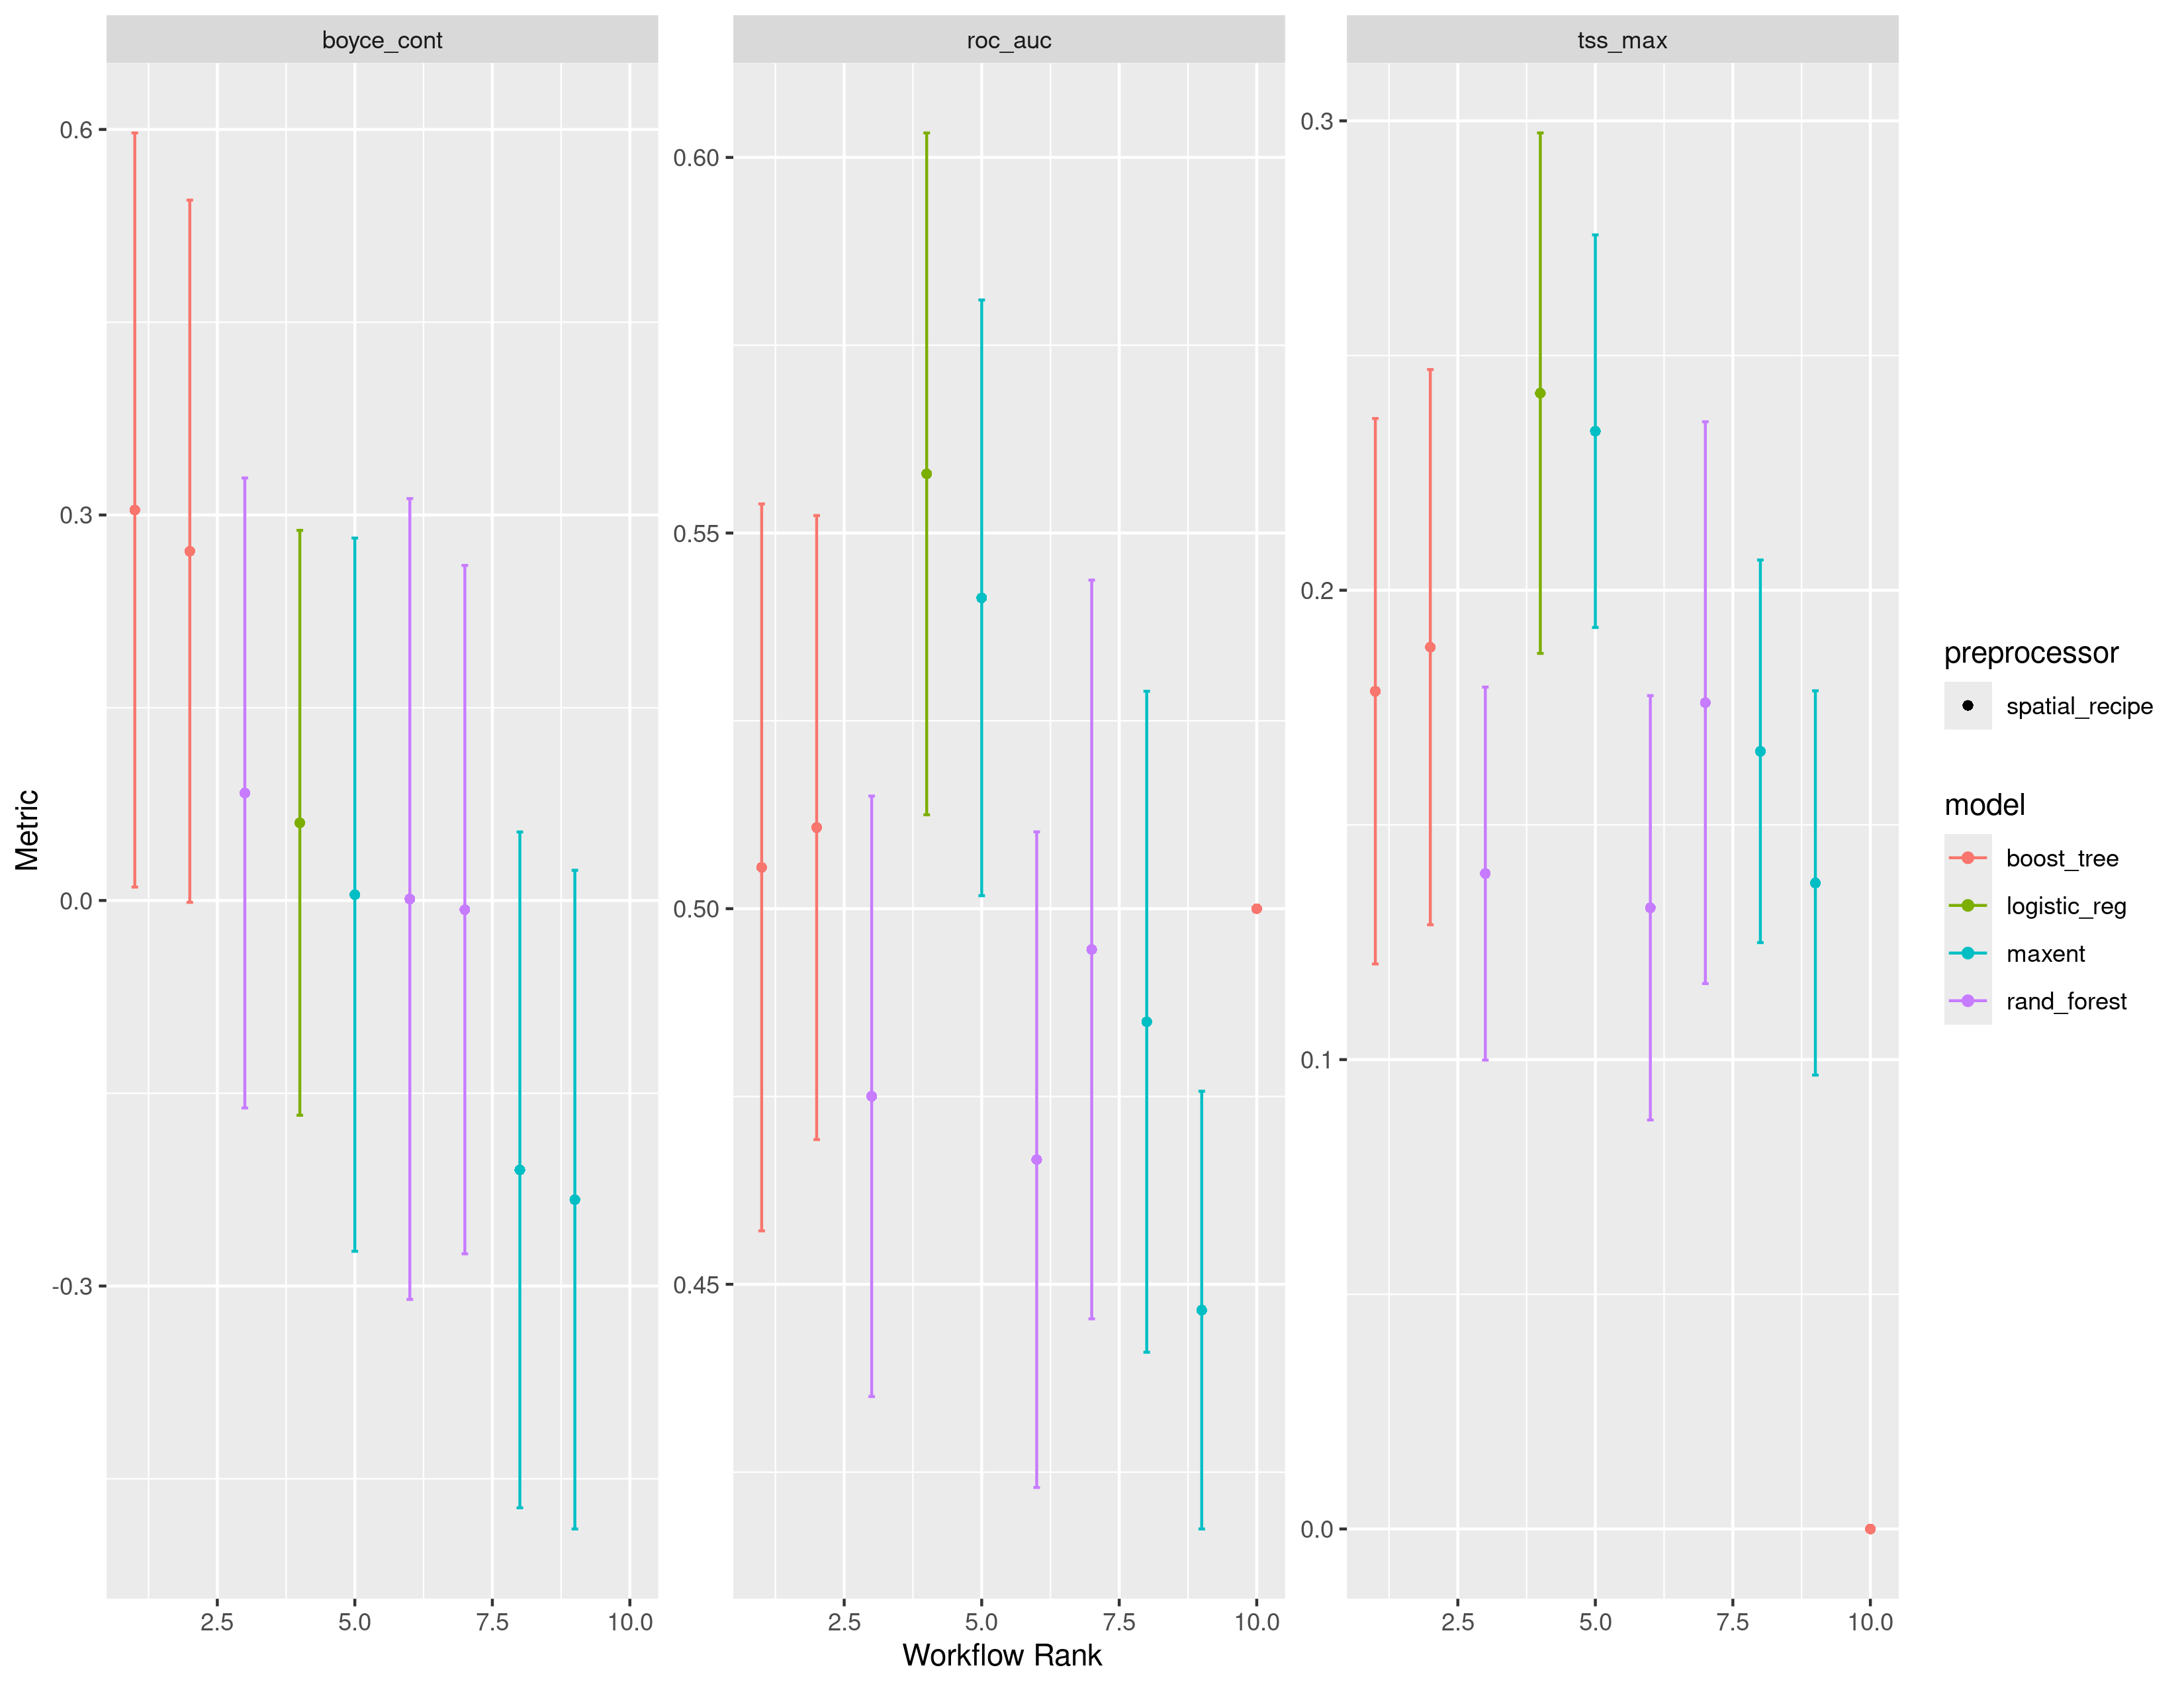 boyce_cont
roc_auc
tss_max
0.6
0.3
0.0
-0.3
0.60
0.55
0.50
0.45
0.3
0.2
0.1
0.0
2.5 5.0 7.5 10.0
2.5 5.0 7.5 10.0
2.5 5.0 7.5 10.0
Metric
Workflow Rank
preprocessor
spatial_recipe
model
boost_tree
logistic_reg
maxent
rand_forest